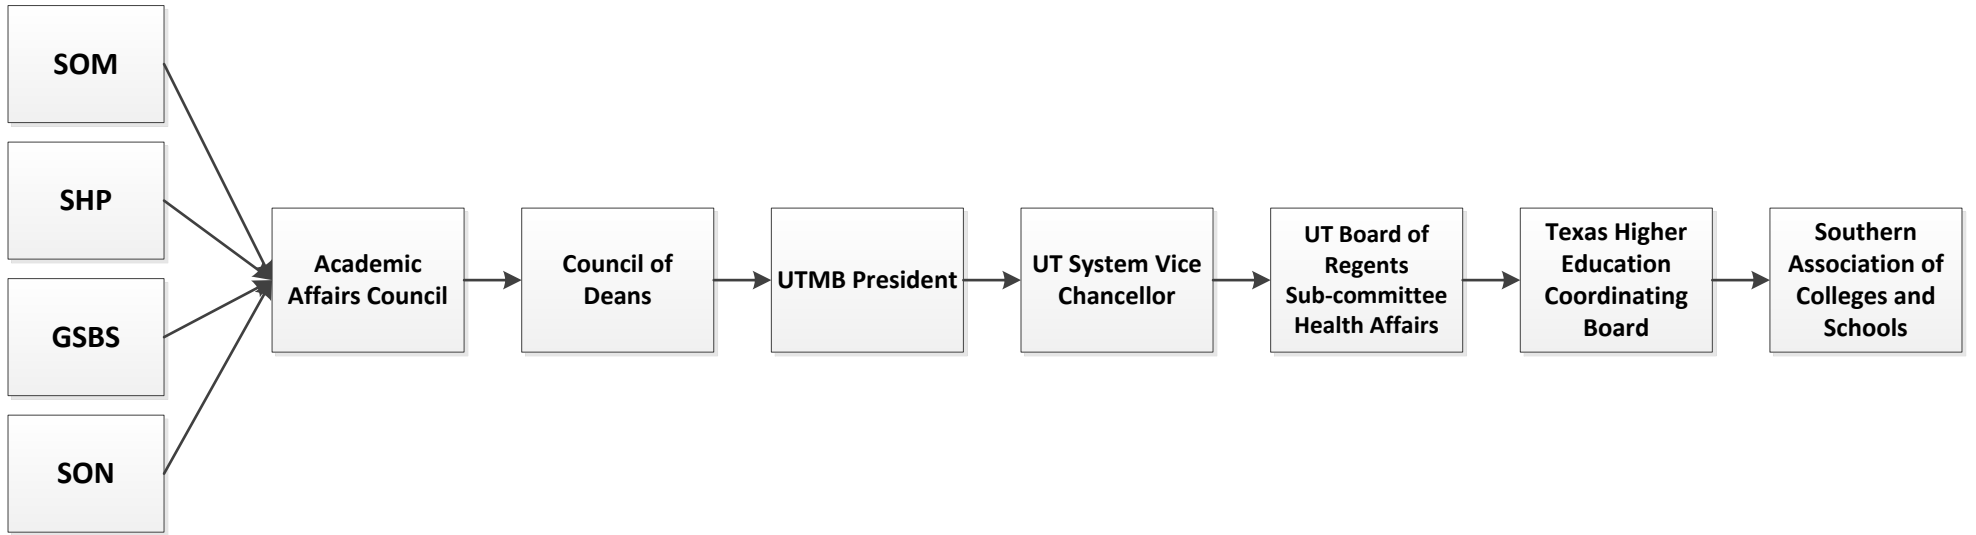 SOM
SHP
GSBS
SON
Academic
Affairs Council
Council of
Deans
UTMB President
UT System Vice
Chancellor
UT Board of
Regents
Sub-committee
Health Affairs
Texas Higher
Education
Coordinating
Board
Southern
Association of
Colleges and
Schools